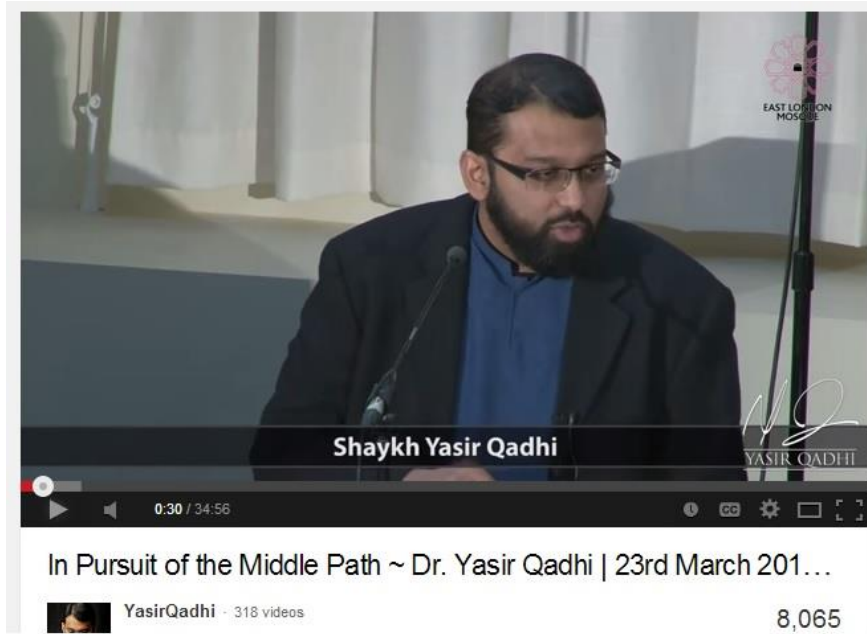 EAST LONDON
MOSQUE
Shaykh Yasir Qadhi
YASIR QADHI
0:30 / 34:56
CC
In Pursuit of the Middle Path ~ Dr. Yasir Qadhi | 23rd March 201...
YasirQadhi · 318 videos
8,065